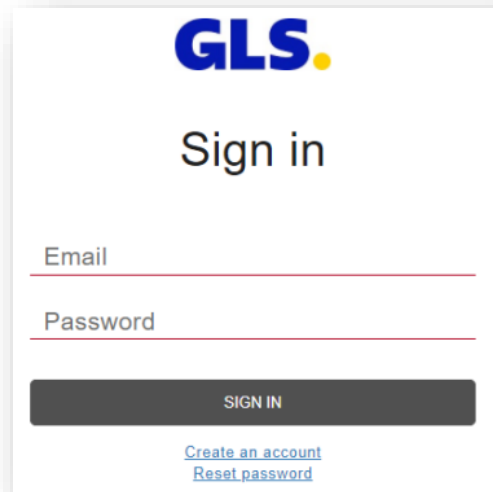 GLS.
Sign in
Email
Password
SIGN IN
Create an account
Reset password